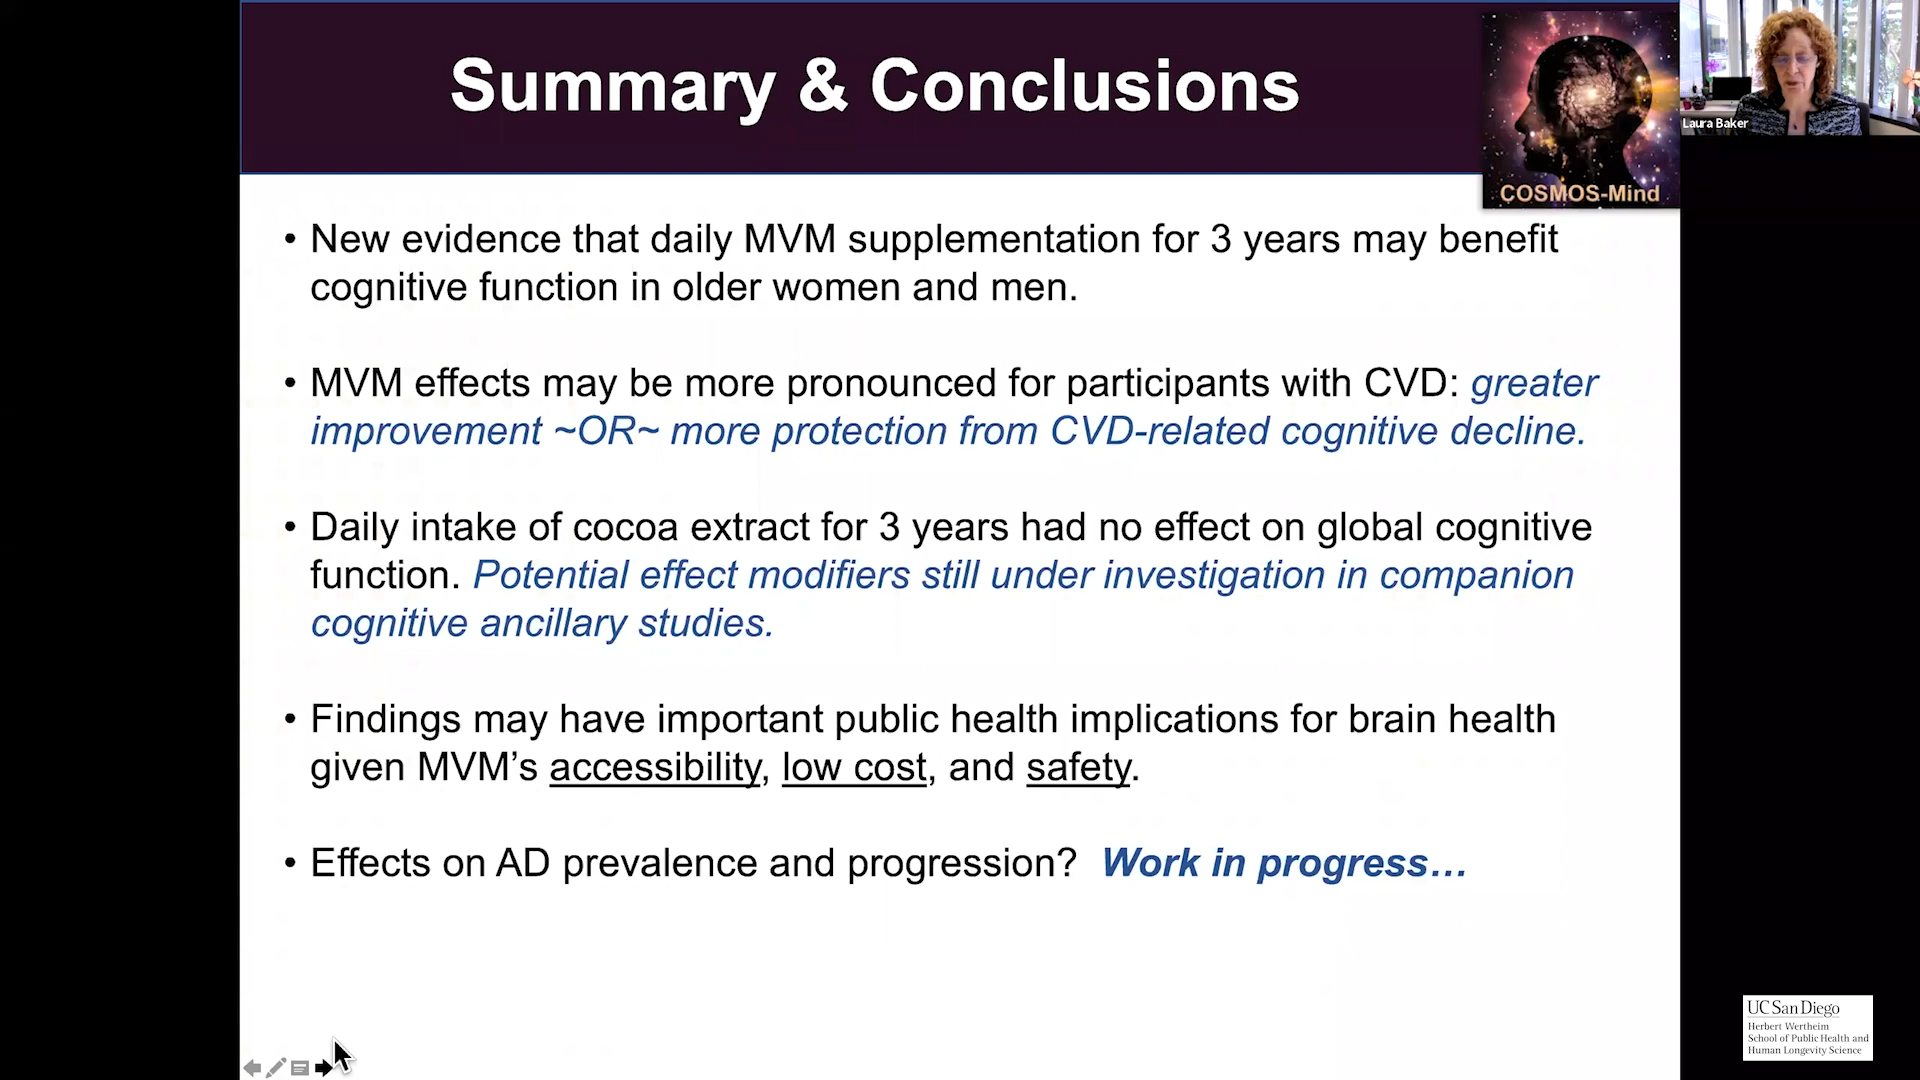 Summary & Conclusions
COSMOS-Mind
Laura Baker
• New evidence that daily MVM supplementation for 3 years may benefit
cognitive function in older women and men.
• MVM effects may be more pronounced for participants with CVD: greater
improvement ~OR~ more protection from CVD-related cognitive decline.
• Daily intake of cocoa extract for 3 years had no effect on global cognitive
function. Potential effect modifiers still under investigation in companion
cognitive ancillary studies.
• Findings may have important public health implications for brain health
given MVM’s accessibility, low cost, and safety.
• Effects on AD prevalence and progression? Work in progress…
UC San Diego
Herbert Wertheim
School of Public Health and
Human Longevity Science